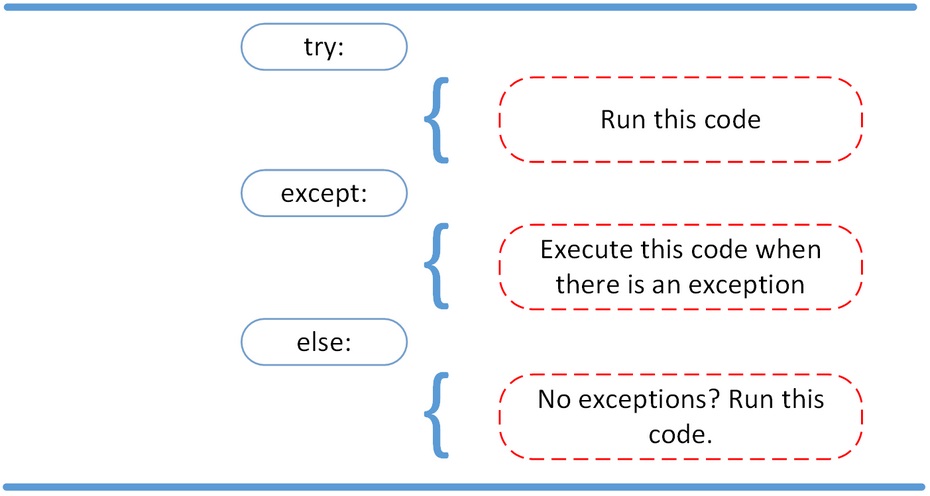 try:
Run this code
except:
Execute this code when
there is an exception
else:
No exceptions? Run this
code.